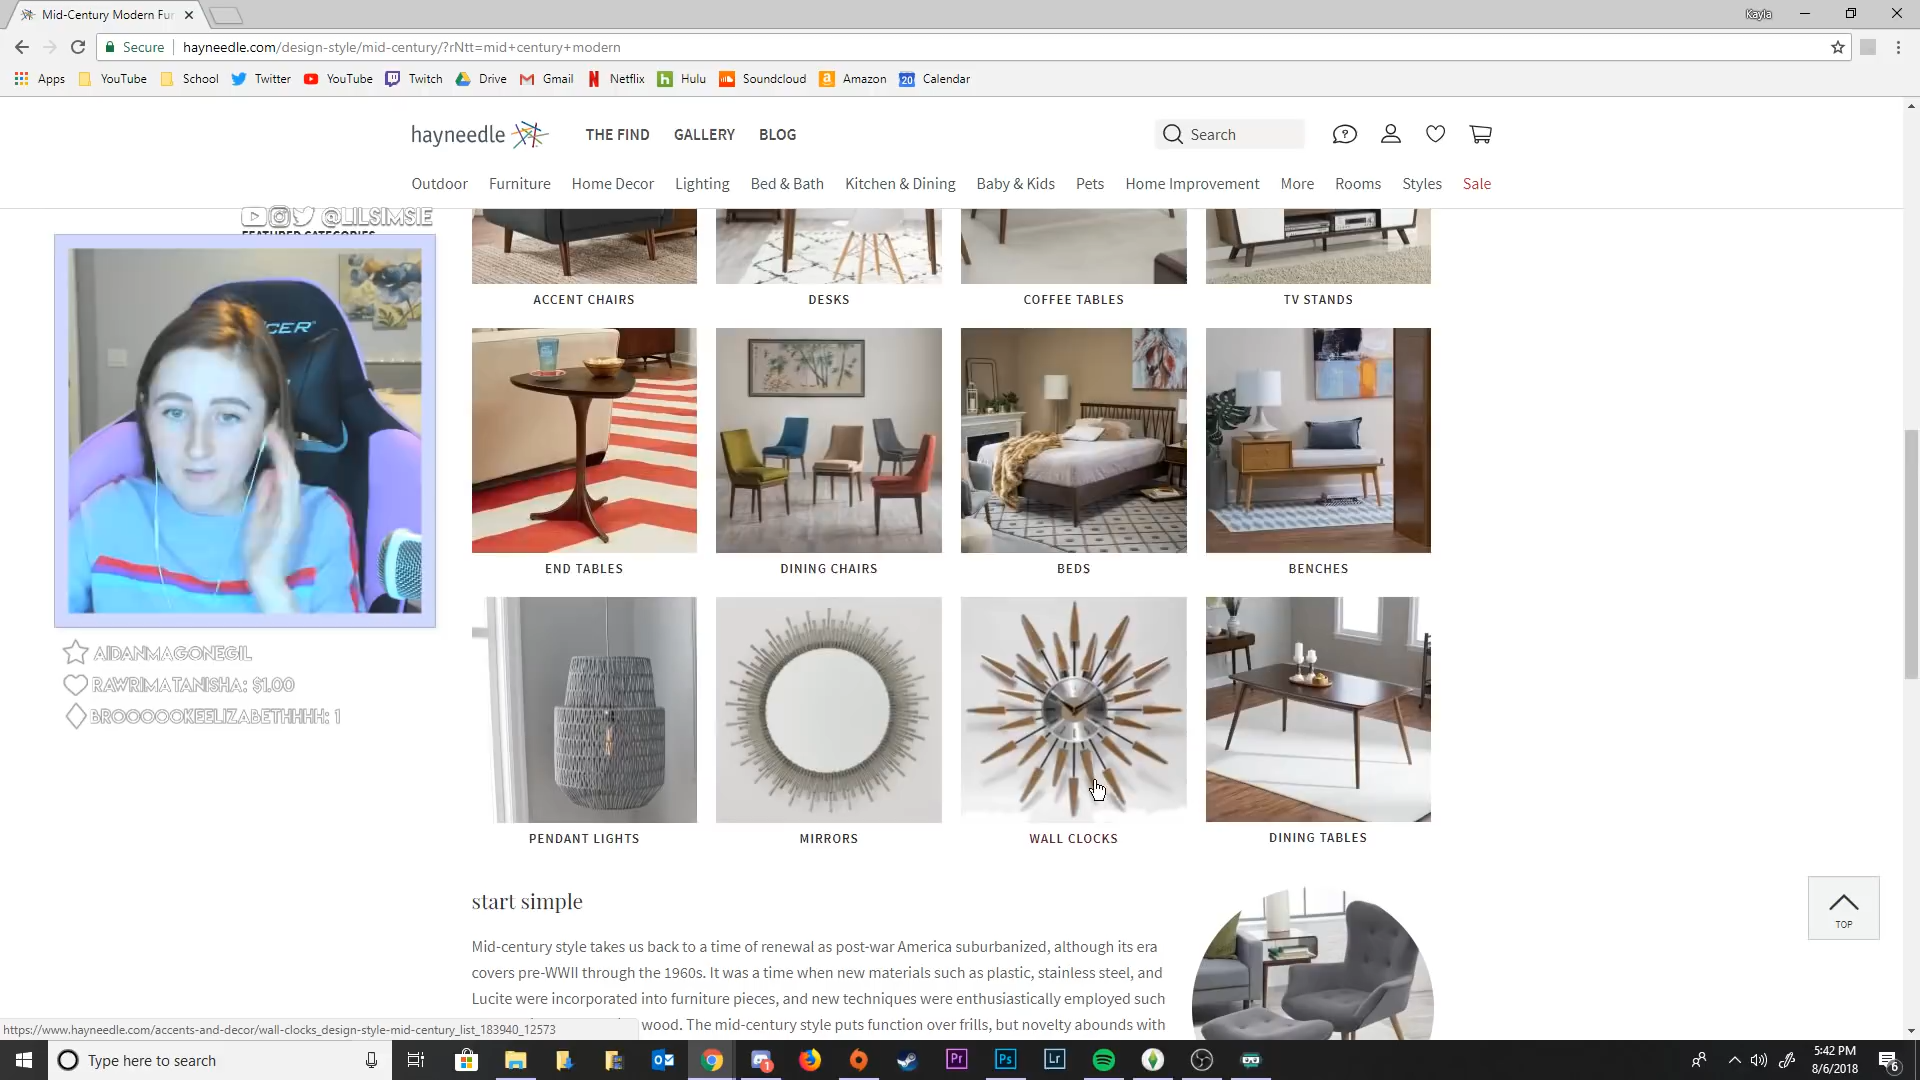 Mid-Century Modern Fur
Kayla
Secure
hayneedle.com/design-style/mid-century/?rNtt=mid+century+modern
Apps YouTube School Twitter YouTube Twitch Drive Gmail Netflix Hulu Soundcloud Amazon 20 Calendar
hayneedle THE FIND GALLERY BLOG Search
Outdoor Furniture Home Decor Lighting Bed & Bath Kitchen & Dining Baby & Kids Pets Home Improvement More Rooms Styles Sale
@LILSIMSIE
FEATURED CATEGORIES
ACCENT CHAIRS DESKS COFFEE TABLES TV STANDS
END TABLES DINING CHAIRS BEDS BENCHES
AIDANMAGONEGIL
RAWRIMATANISHA: $1.00
BROOOOOKEELIZABETHHHH: 1
PENDANT LIGHTS MIRRORS WALL CLOCKS DINING TABLES
start simple
TOP
Mid-century style takes us back to a time of renewal as post-war America suburbanized, although its era
covers pre-WWII through the 1960s. It was a time when new materials such as plastic, stainless steel, and
Lucite were incorporated into furniture pieces, and new techniques were enthusiastically employed such
wood. The mid-century style puts function over frills, but novelty abounds with
https://www.hayneedle.com/accents-and-decor/wall-clocks_design-style-mid-century_list_183940_12573
Type here to search
Pr Ps Lr
5:42 PM
8/6/2018
6